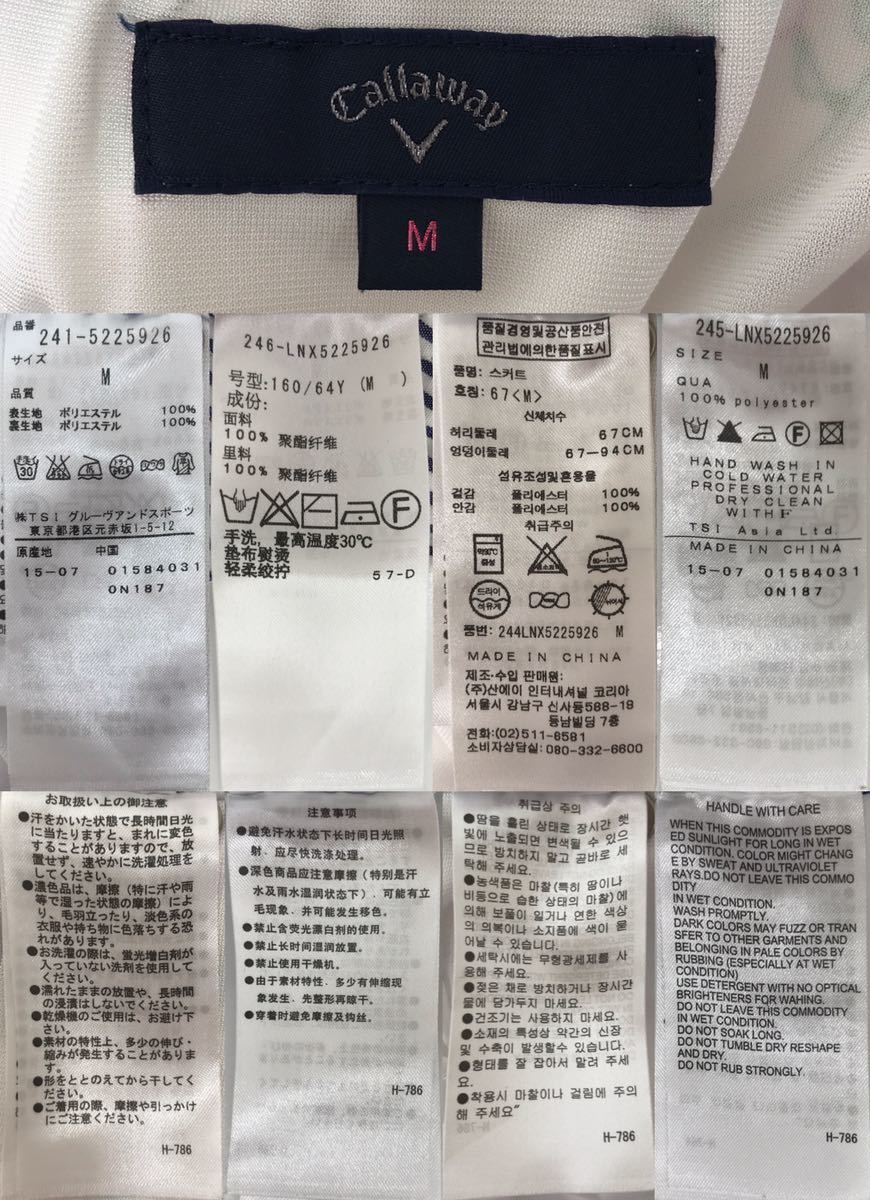 Callaway
M
品番
241-5225926
サイズ
M
品質
表生地 ポリエステル 100%
裏生地 ポリエステル 100%
㈱TSI グルーヴアンドスポーツ
東京都港区元赤坂1-5-12
原産地 中国
15-07 01584031
0N187
246-LNX5225926
号型:160/64Y (M )
成份:
面料
100% 聚酯纤维
里料
100% 聚酯纤维
手洗,最高温度30℃
垫布熨烫
轻柔绞拧 57-D
품질경영및공산품안전
관리법에의한품질표시
품명: 스커트
호칭: 67<M>
신체치수
허리둘레 67CM
엉덩이둘레 67-94CM
섬유조성및혼용율
겉감 폴리에스터 100%
안감 폴리에스터 100%
취급주의
드라이
석유계
품번: 244LNX5225926 M
MADE IN CHINA
제조·수입 판매원:
(주)산에이 인터내셔널 코리아
서울시 강남구 신사동588-18
동남빌딩 7층
전화:(02)511-8581
소비자상담실: 080-332-6600
245-LNX5225926
SIZE
M
QUA
100% polyester
HAND WASH IN
COLD WATER
PROFESSIONAL
DRY CLEAN
WITH F
TSI Asia Ltd.
MADE IN CHINA
15-07 01584031
0N187
お取扱い上の御注意
●汗をかいた状態で長時間日光
に当たりますと、まれに変色
することがありますので、放
置せず、速やかに洗濯処理を
してください。
●濃色品は、摩擦（特に汗や雨
等で湿った状態の摩擦）によ
り、毛羽立ったり、淡色系の
衣服や持ち物に色落ちする恐
れがあります。
●お洗濯の際は、蛍光増白剤が
入っていない洗剤を使用して
ください。
●濡れたままの放置や、長時間
の浸漬はしないでください。
●乾燥機のご使用は、お避け下
さい。
●素材の特性上、多少の伸び・
縮みが発生することがありま
す。
●形をととのえてから干してく
ださい。
●ご着用の際、摩擦や引っかけ
にご注意ください。
H-786
注意事项
●避免汗水状态下长时间日光照
射.应尽快洗涤处理。
●深色商品应注意摩擦（特别是汗
水及雨水湿润状态下）.可能有立
毛现象.并可能发生移色。
●禁止含荧光漂白剂的使用。
●禁止长时间湿润放置。
●禁止使用干燥机。
●由于素材特性.多少有伸缩现
象发生.先整形再晾干。
●穿着时避免摩擦及钩丝。
H-786
취급상 주의
●땀을 흘린 상태로 장시간 햇
빛에 노출되면 변색될 수 있으
므로 방치하지 말고 곧바로 세
탁해 주세요.
●농색품은 마찰(특히 땀이나
비등으로 습한 상태의 마찰)에
의해 보풀이 일거나 연한 색상
의 의복이나 소지품에 색이 묻
어날 수 있습니다.
●세탁시에는 무형광세제를 사
용해 주세요.
●젖은 채로 방치하거나 장시간
물에 담가두지 마세요.
●건조기는 사용하지 마세요.
●소재의 특성상 약간의 신장
및 수축이 발생할수 있습니다.
●형태를 잘 잡아서 말려 주세
요.
●착용시 마찰이나 걸림에 주의
해 주세요"
H-786
HANDLE WITH CARE
WHEN THIS COMMODITY IS EXPOS
ED SUNLIGHT FOR LONG IN WET
CONDITION. COLOR MIGHT CHANG
E BY SWEAT AND ULTRAVIOLET
RAYS.DO NOT LEAVE THIS COMMO
DITY
IN WET CONDITION.
WASH PROMPTLY.
DARK COLORS MAY FUZZ OR TRAN
SFER TO OTHER GARMENTS AND
BELONGING IN PALE COLORS BY
RUBBING (ESPECIALLY AT WET
CONDITION)
USE DETERGENT WITH NO OPTICAL
BRIGHTENERS FOR WAHING.
DO NOT LEAVE THIS COMMODITY
IN WET CONDITION.
DO NOT SOAK LONG.
DO NOT TUMBLE DRY RESHAPE
AND DRY.
DO NOT RUB STRONGLY.
H-786